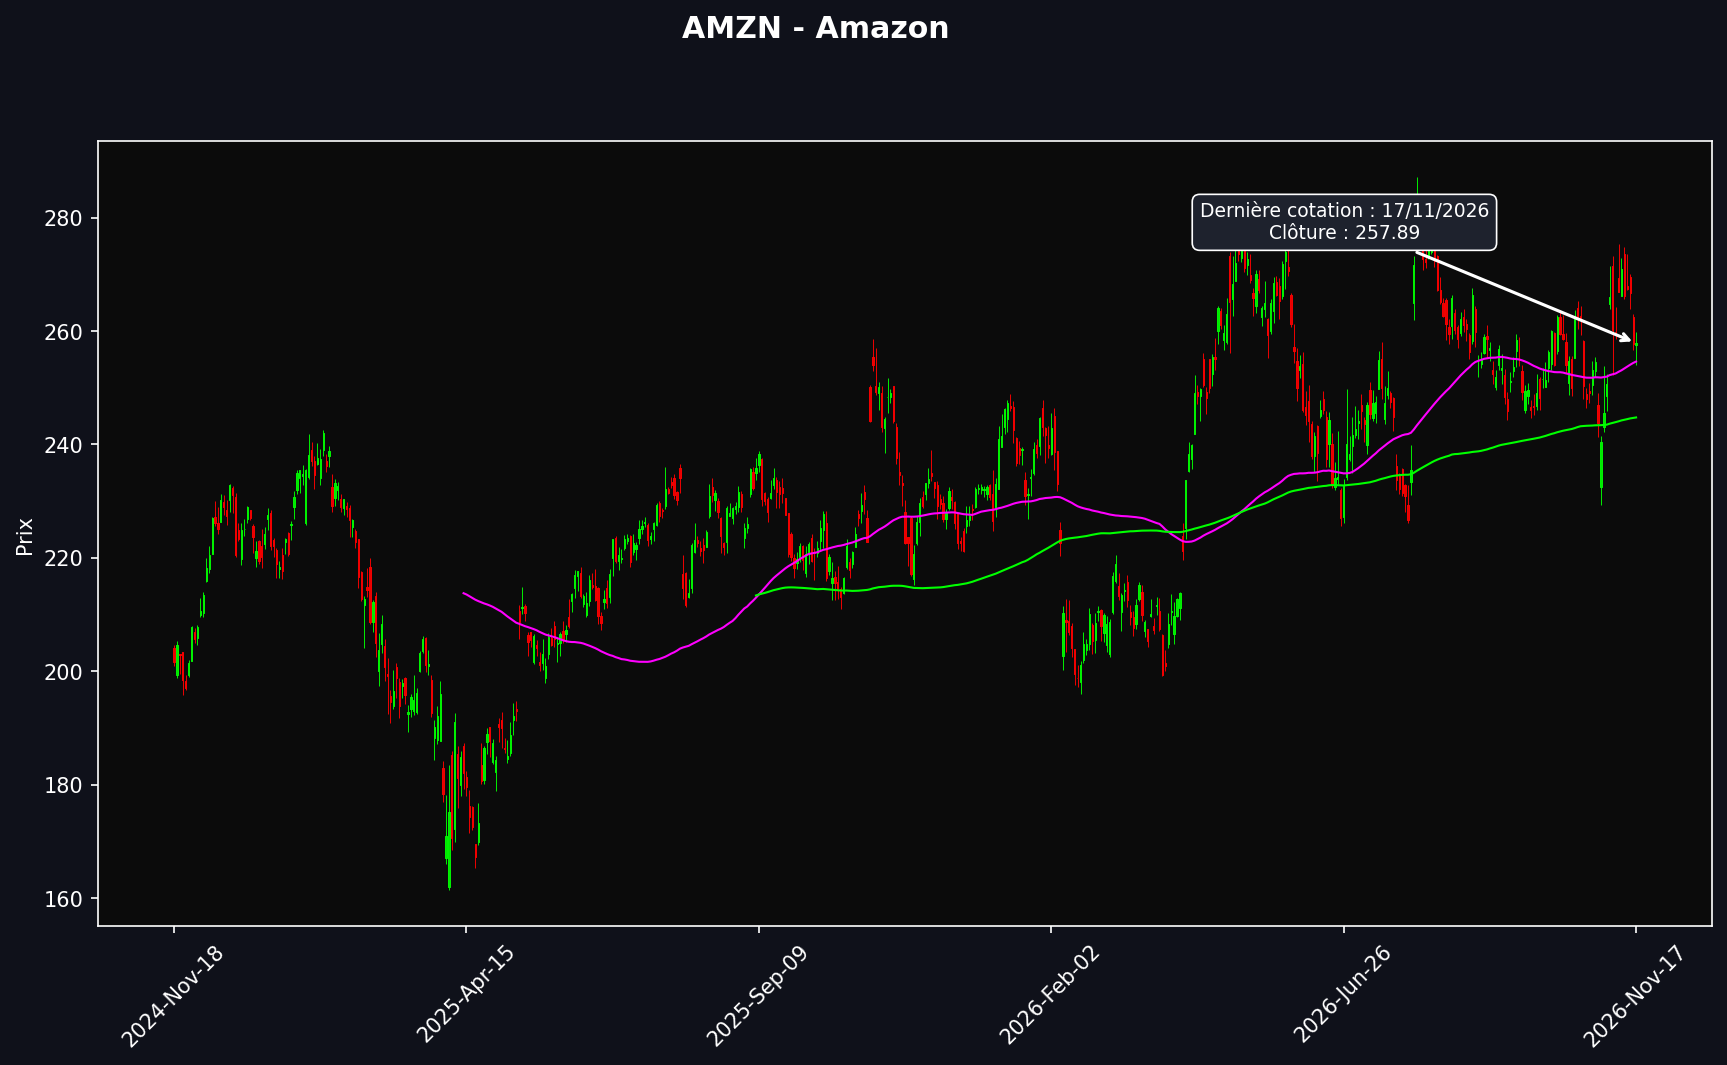 AMZN - Amazon
Prix
280
260
240
220
200
180
160
Dernière cotation : 17/11/2026
Clôture : 257.89
2024-Nov-18
2025-Apr-15
2025-Sep-09
2026-Feb-02
2026-Jun-26
2026-Nov-17